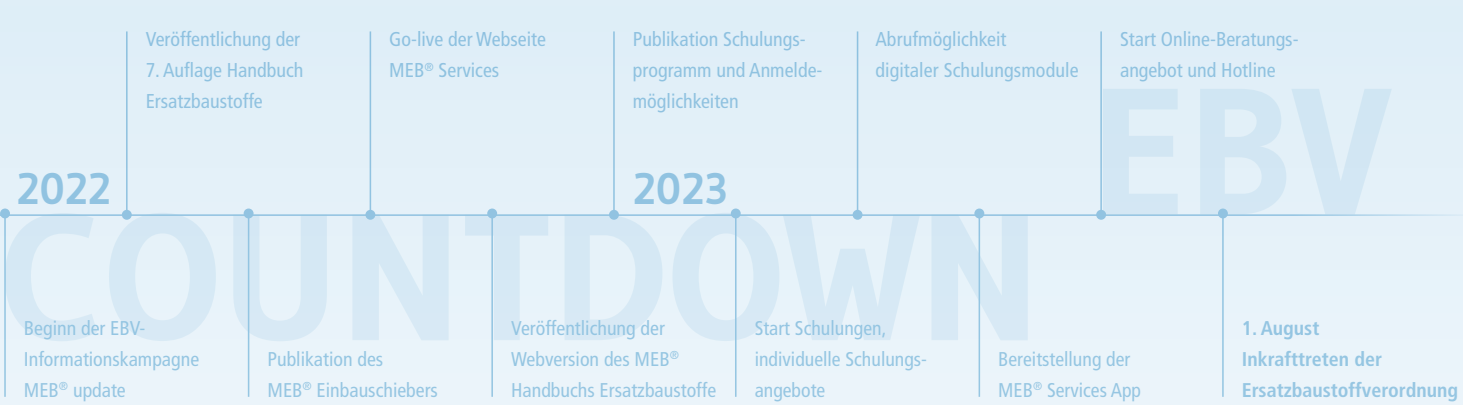 Veröffentlichung der
7. Auflage Handbuch
Ersatzbaustoffe
Go-live der Webseite
MEB® Services
Publikation Schulungs-
programm und Anmelde-
möglichkeiten
Abrufmöglichkeit
digitaler Schulungsmodule
Start Online-Beratungs-
angebot und Hotline
EBV
2022
2023
COUNTDOWN
Beginn der EBV-
Informationskampagne
MEB® update
Publikation des
MEB® Einbauschiebers
Veröffentlichung der
Webversion des MEB®
Handbuchs Ersatzbaustoffe
Start Schulungen,
individuelle Schulungs-
angebote
Bereitstellung der
MEB® Services App
1. August
Inkrafttreten der
Ersatzbaustoffverordnung